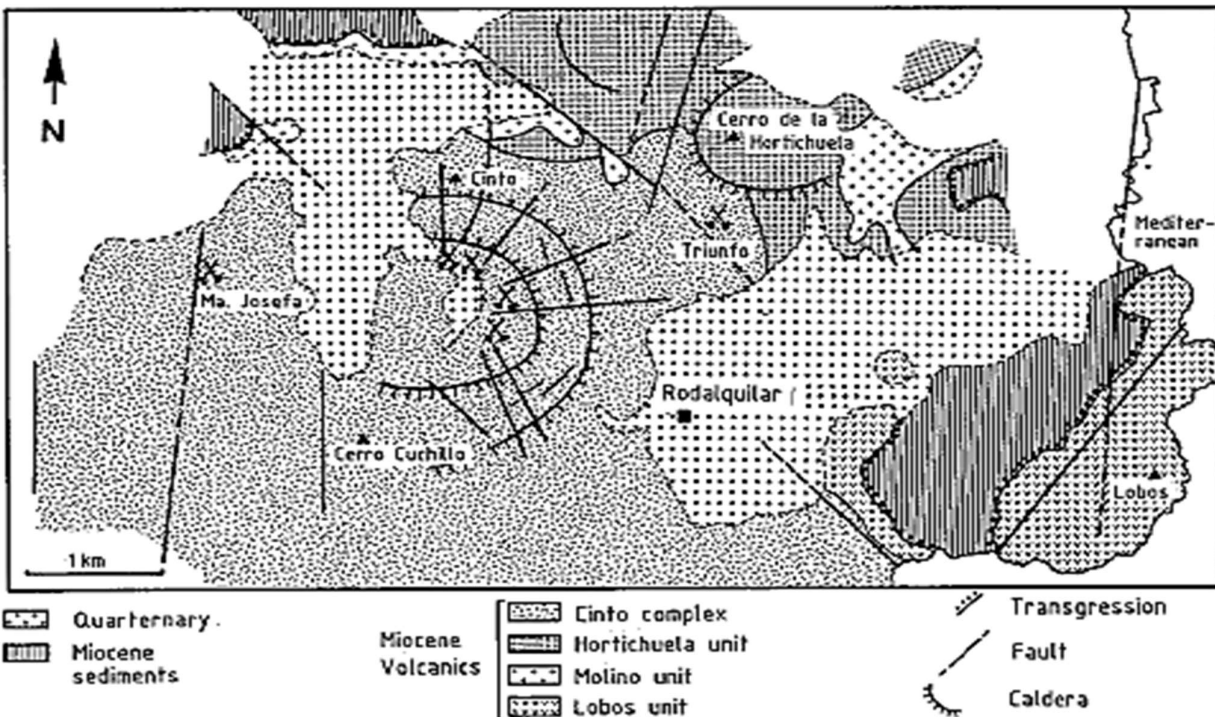 N
Cerro de la
Hortichuela
Cinto
Mediter-
ranean
Triunfo
Ma. Josefa
Rodalquilar
Cerro Cuchillo
Lobos
1 km
Quarternary
Miocene
sediments
Miocene
Volcanics
Cinto complex
Hortichuela unit
Molino unit
Lobos unit
Transgression
Fault
Caldera